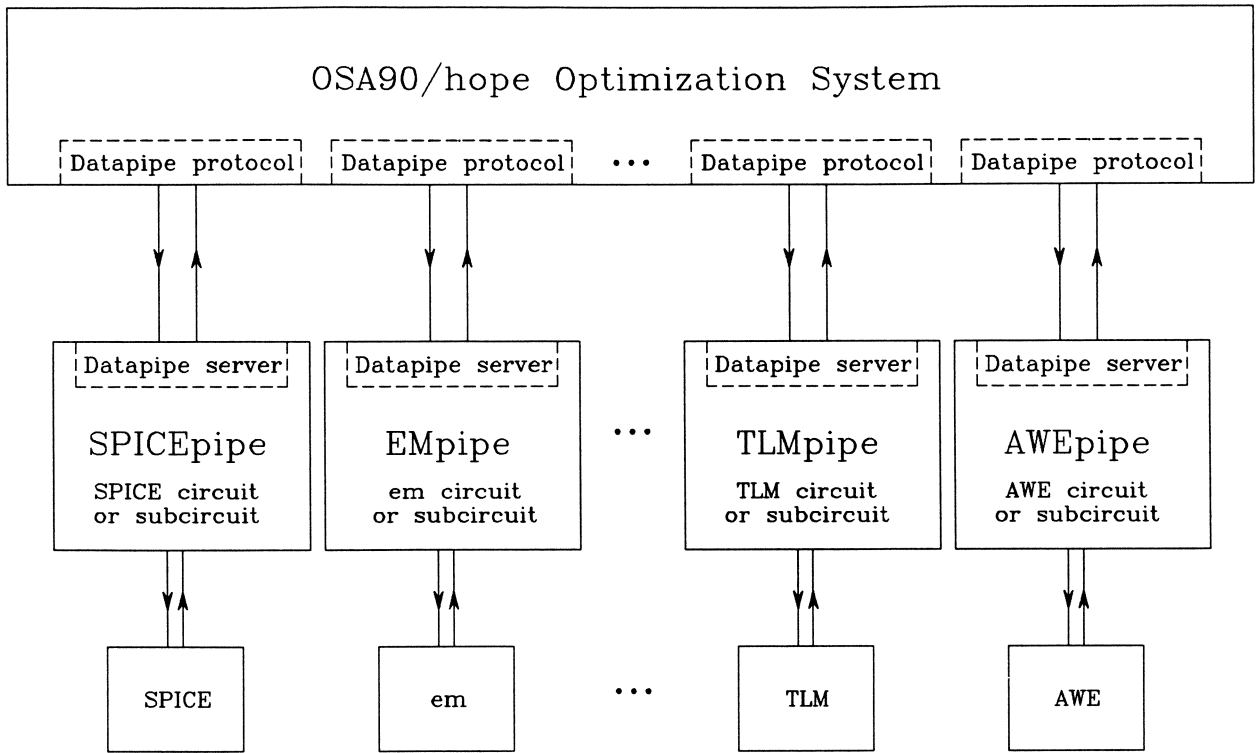 OSA90/hope Optimization System
Datapipe protocol Datapipe protocol ••• Datapipe protocol Datapipe protocol
Datapipe server Datapipe server Datapipe server Datapipe server
SPICEpipe EMpipe ••• TLMpipe AWEpipe
SPICE circuit em circuit TLM circuit AWE circuit
or subcircuit or subcircuit or subcircuit or subcircuit
SPICE em ••• TLM AWE